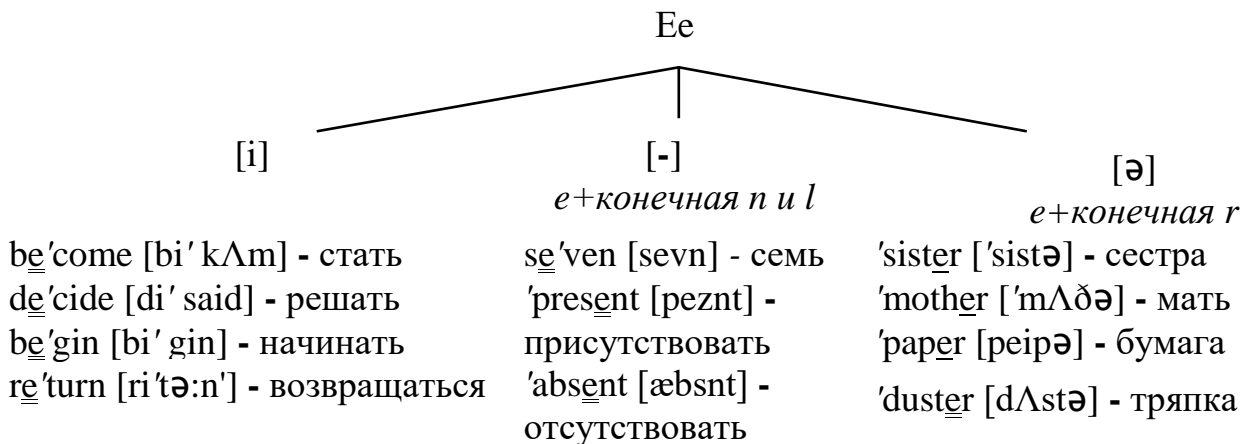 Ee
[i]
[-]
e+конечная n и l
[ə]
e+конечная r
be′come [bi′ kΛm] - стать
de′cide [di′ said] - решать
be′gin [bi′ gin] - начинать
re′turn [ri′tə:n'] - возвращаться
se′ven [sevn] - семь
′present [peznt] -
присутствовать
′absent [æbsnt] -
отсутствовать
′sister [′sistə] - сестра
′mother [′mΛðə] - мать
′paper [peipə] - бумага
′duster [dΛstə] - тряпка